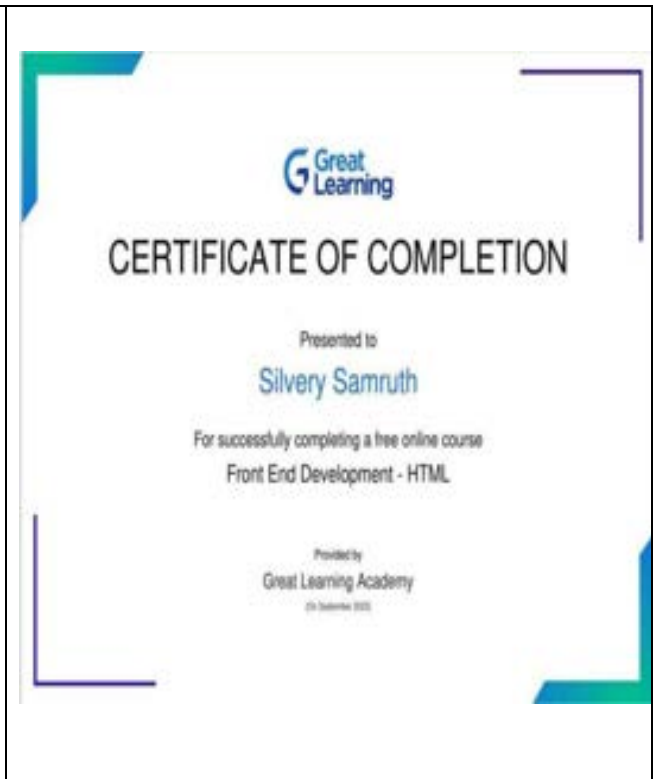 Great
Learning
CERTIFICATE OF COMPLETION
Presented to
Silvery Samruth
For successfully completing a free online course
Front End Development - HTML
Provided by
Great Learning Academy